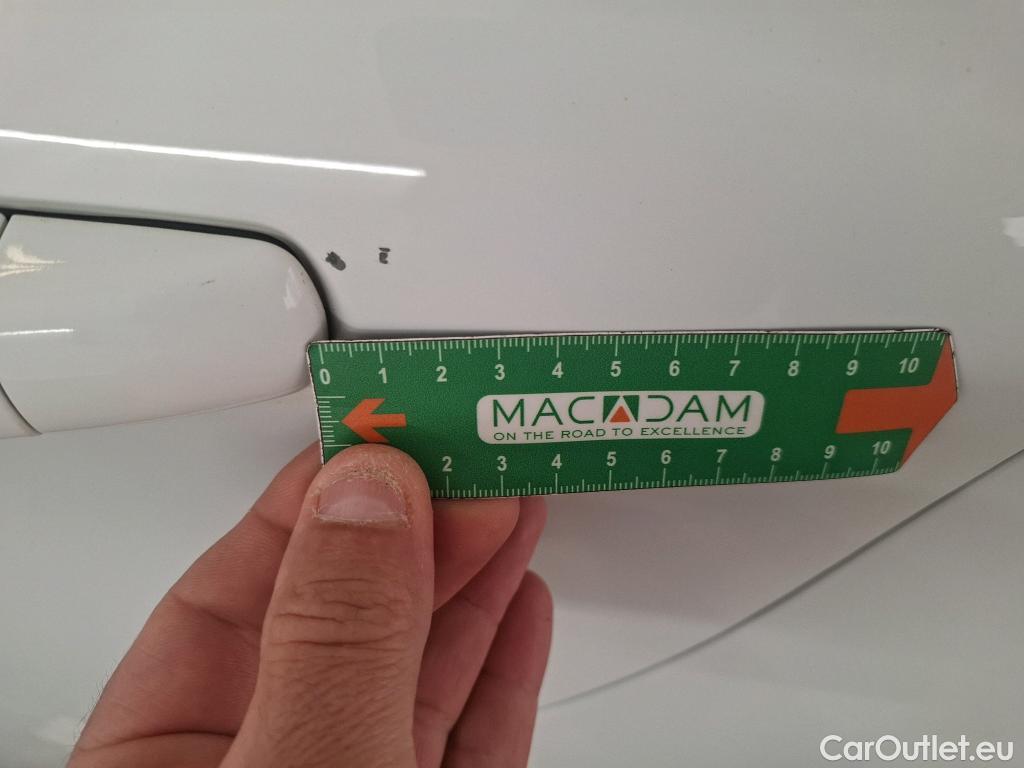 0 1 2 3 4 5 6 7 8 9 10
MACADAM
ON THE ROAD TO EXCELLENCE
2 3 4 5 6 7 8 9 10
CarOutlet.eu